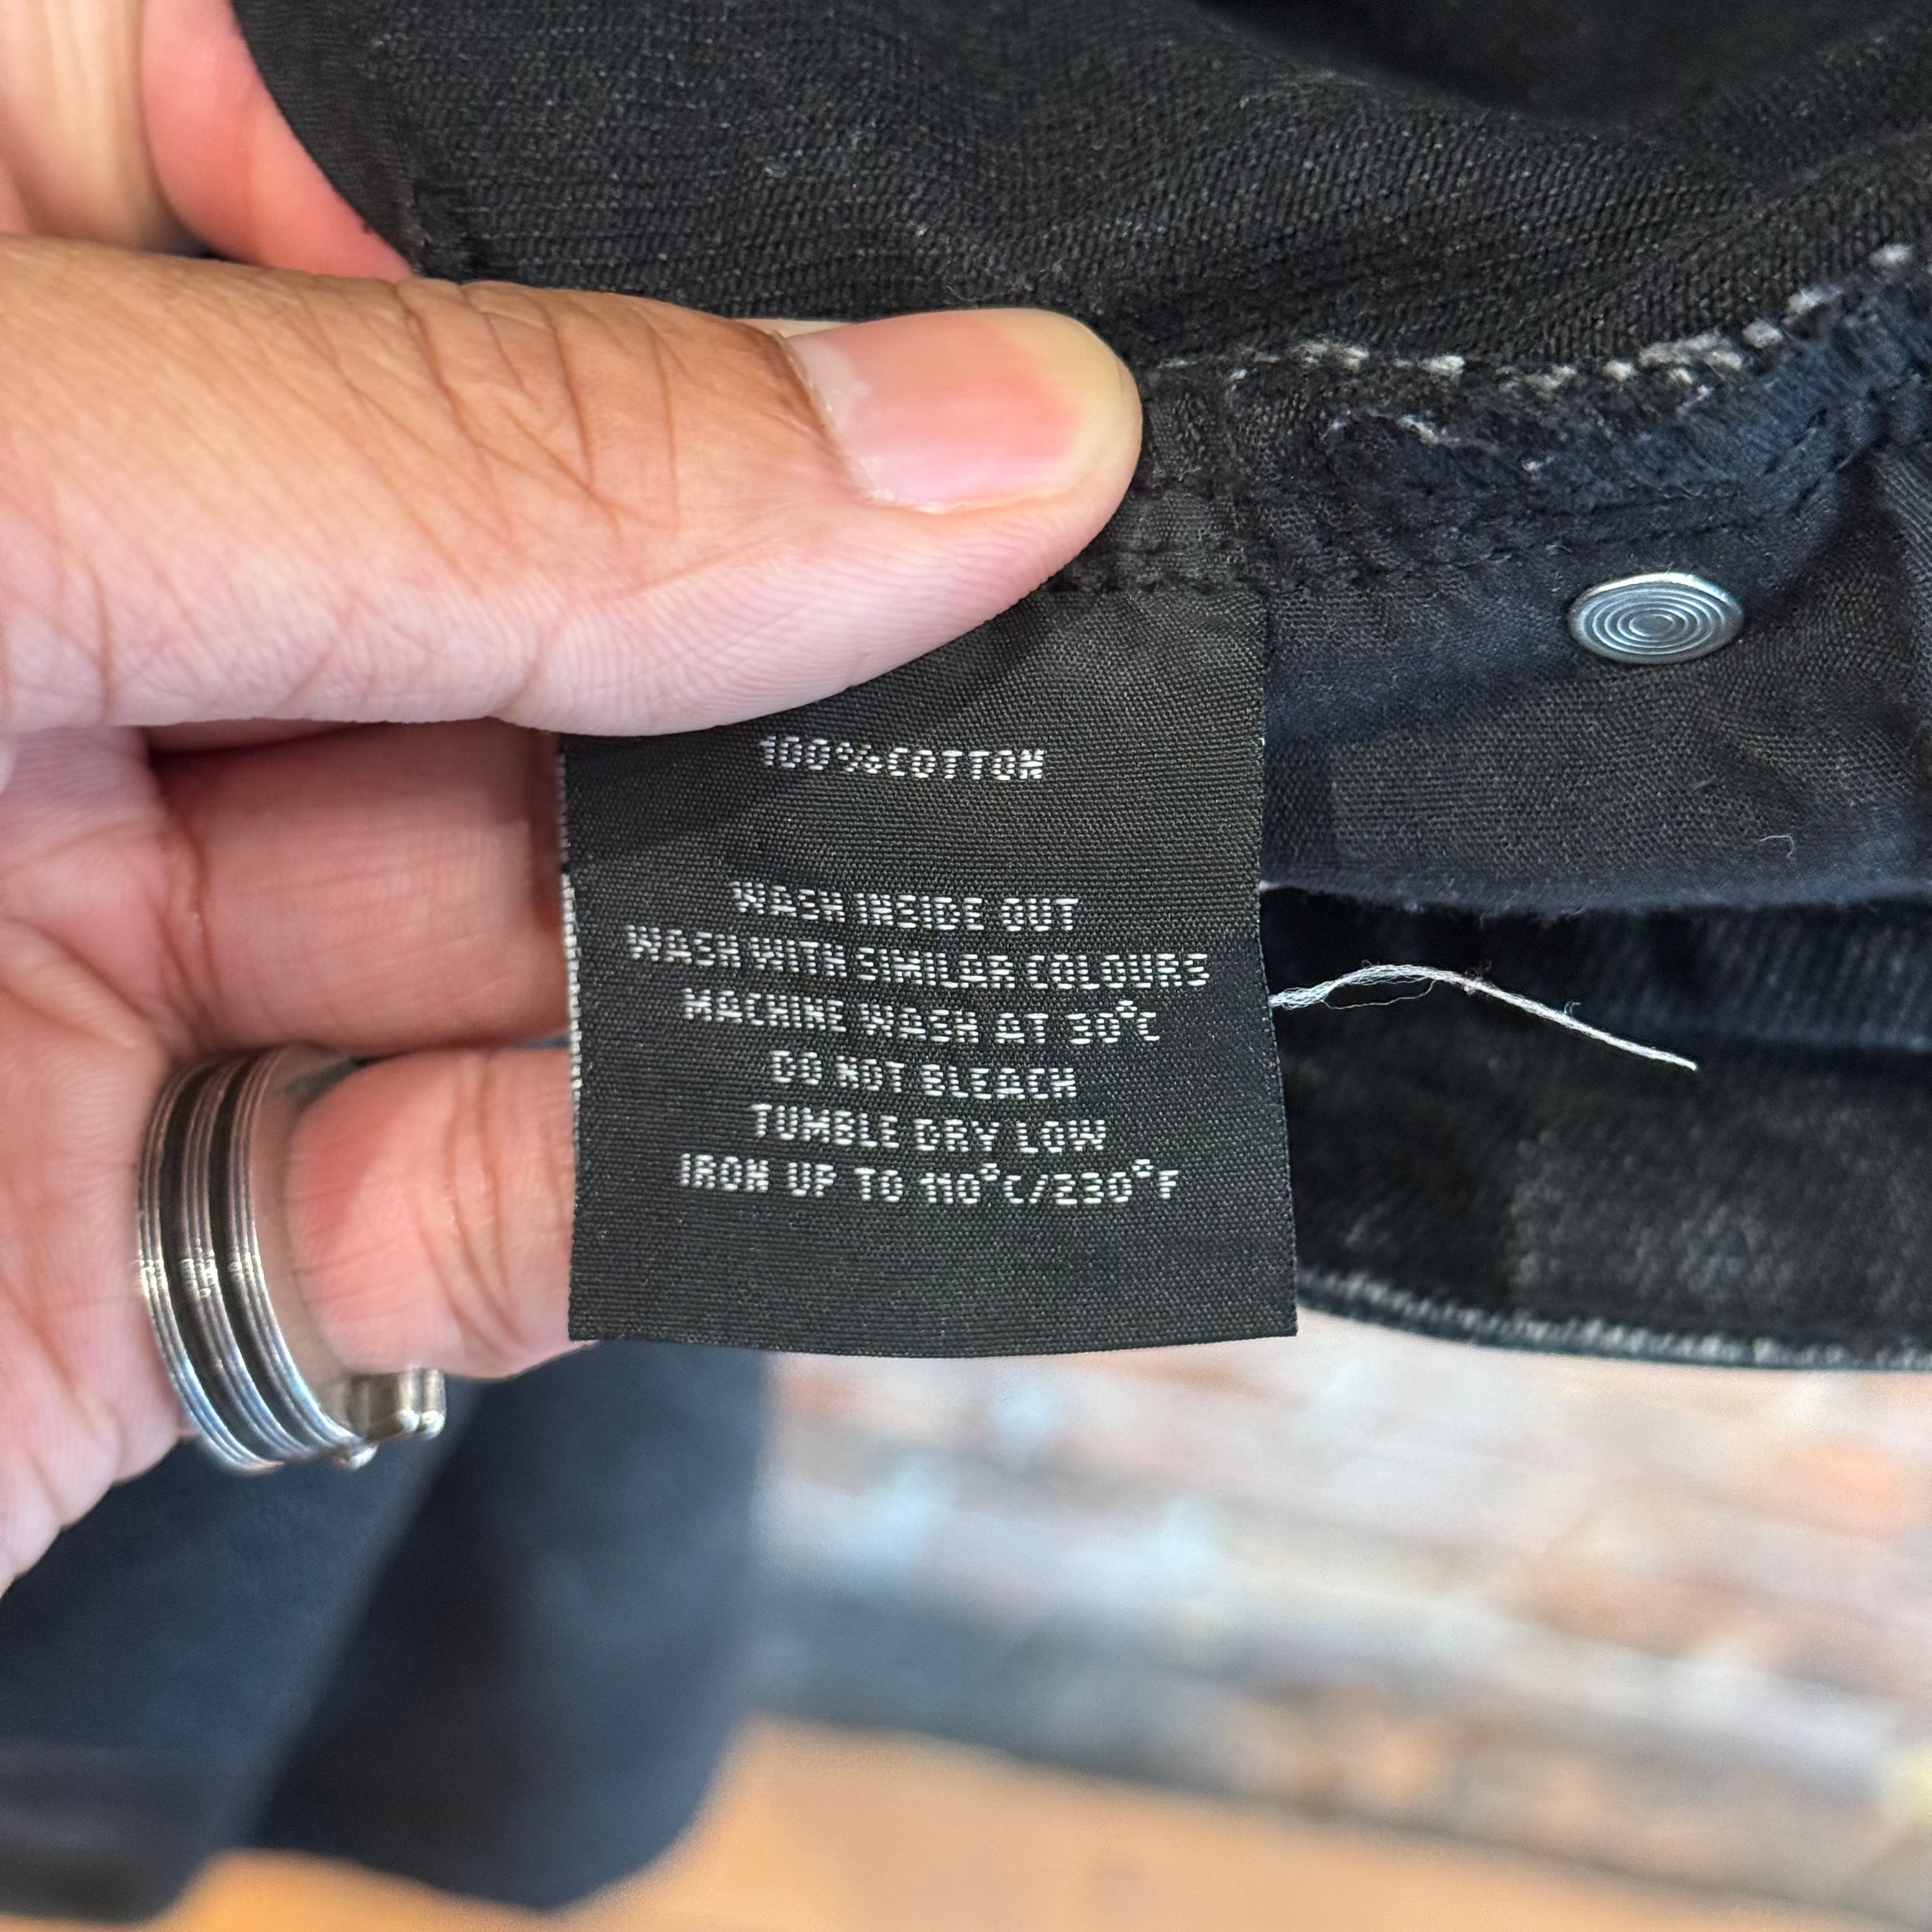 100%COTTON
WASH INSIDE OUT
WASH WITH SIMILAR COLOURS
MACHINE WASH AT 30°C
DO NOT BLEACH
TUMBLE DRY LOW
IRON UP TO 110°C/230°F